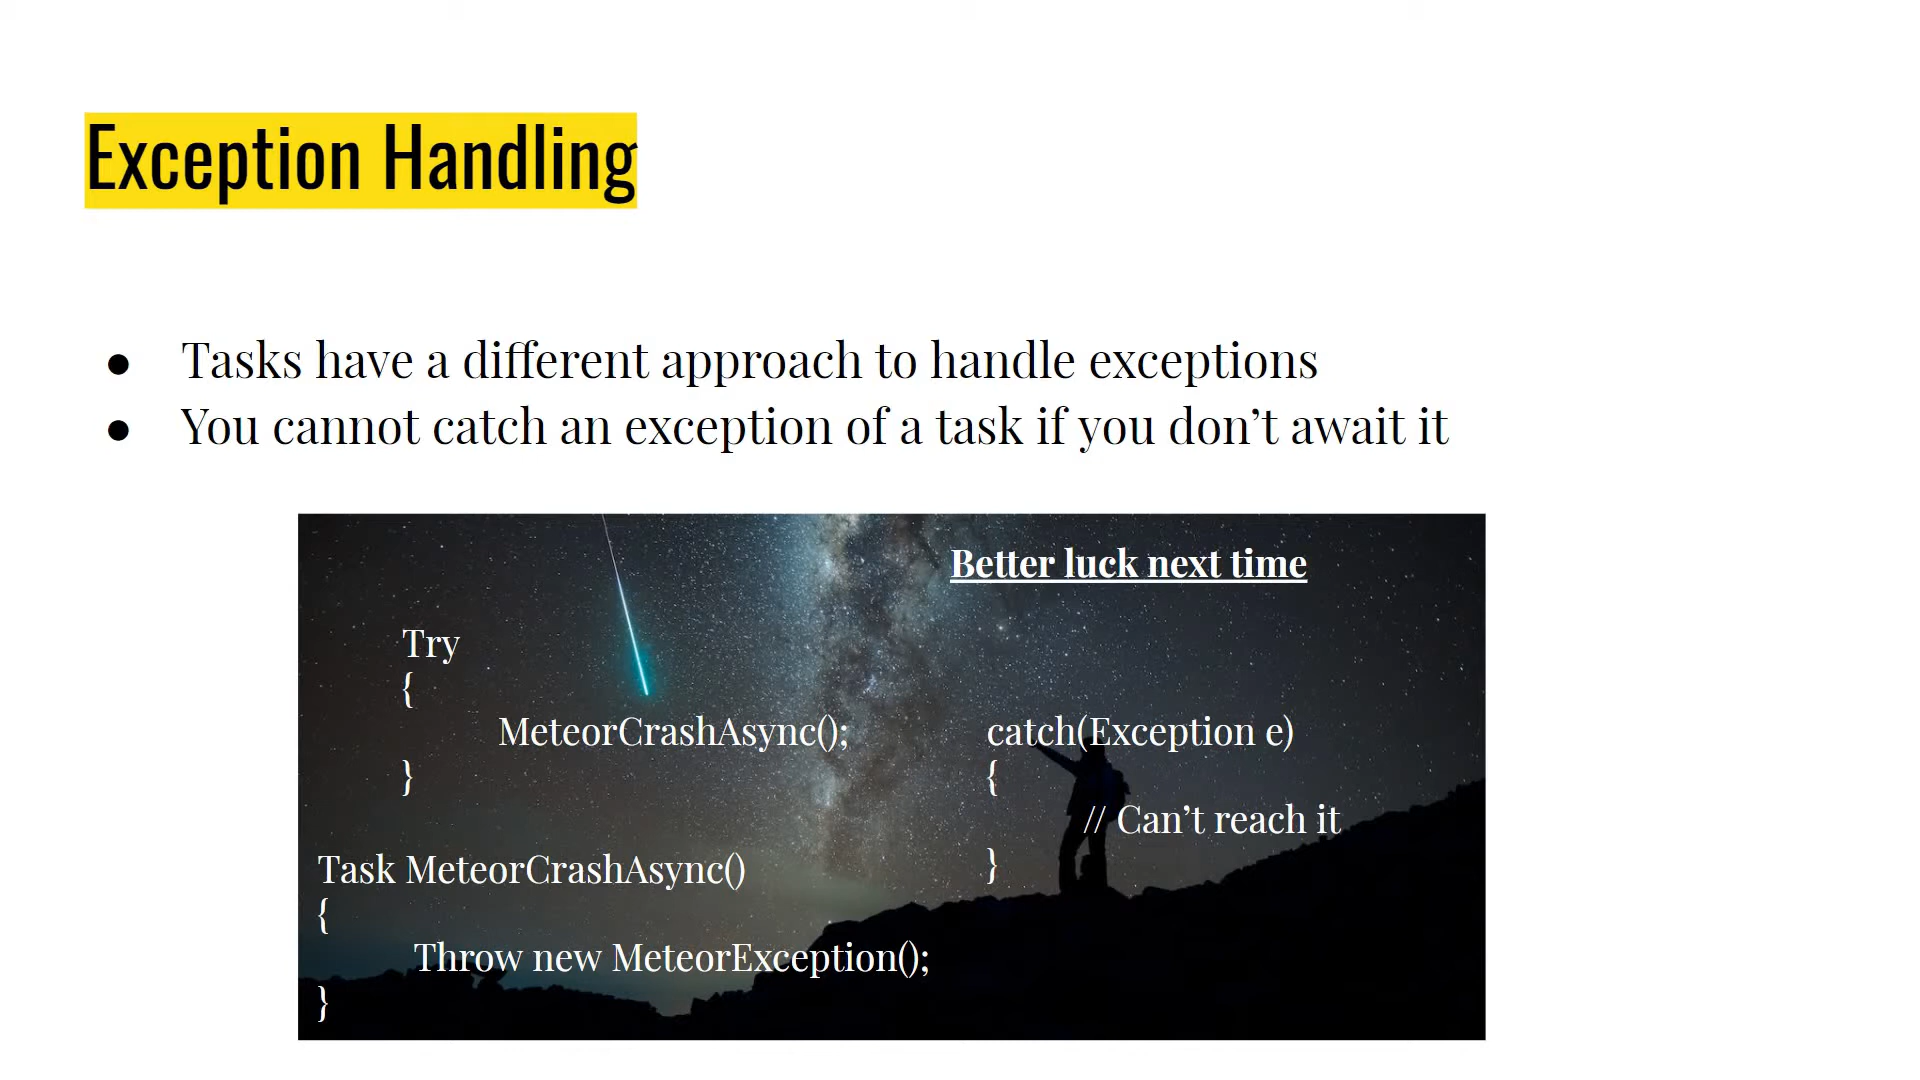 Exception Handling
● Tasks have a different approach to handle exceptions
● You cannot catch an exception of a task if you don’t await it
Better luck next time
Try
{
MeteorCrashAsync();
}
catch(Exception e)
{
// Can’t reach it
}
Task MeteorCrashAsync()
{
Throw new MeteorException();
}